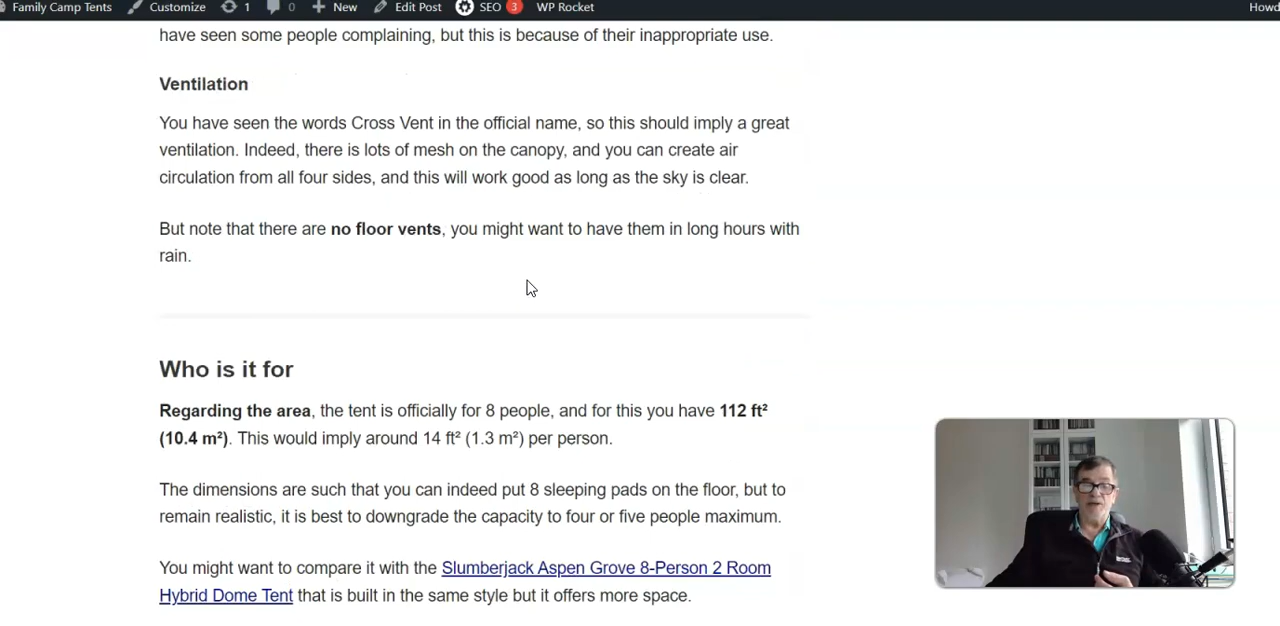 Family Camp Tents Customize 1 0 New Edit Post SEO 3 WP Rocket Howd
have seen some people complaining, but this is because of their inappropriate use.
Ventilation
You have seen the words Cross Vent in the official name, so this should imply a great
ventilation. Indeed, there is lots of mesh on the canopy, and you can create air
circulation from all four sides, and this will work good as long as the sky is clear.
But note that there are no floor vents, you might want to have them in long hours with
rain.
Who is it for
Regarding the area, the tent is officially for 8 people, and for this you have 112 ft²
(10.4 m²). This would imply around 14 ft² (1.3 m²) per person.
The dimensions are such that you can indeed put 8 sleeping pads on the floor, but to
remain realistic, it is best to downgrade the capacity to four or five people maximum.
You might want to compare it with the Slumberjack Aspen Grove 8-Person 2 Room
Hybrid Dome Tent that is built in the same style but it offers more space.